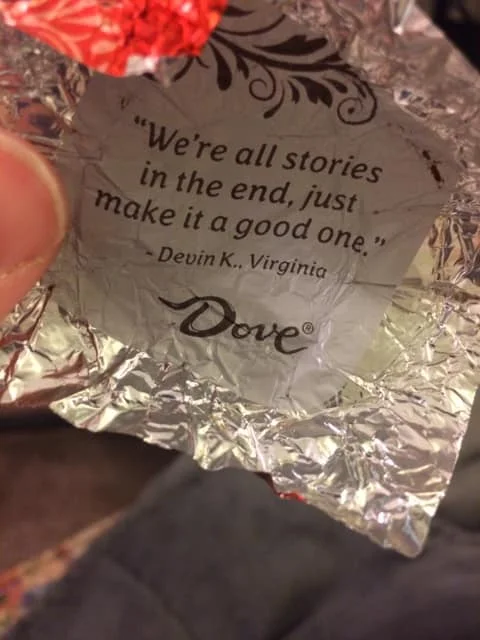 "We're all stories
in the end, just
make it a good one."
- Devin K., Virginia
Dove®